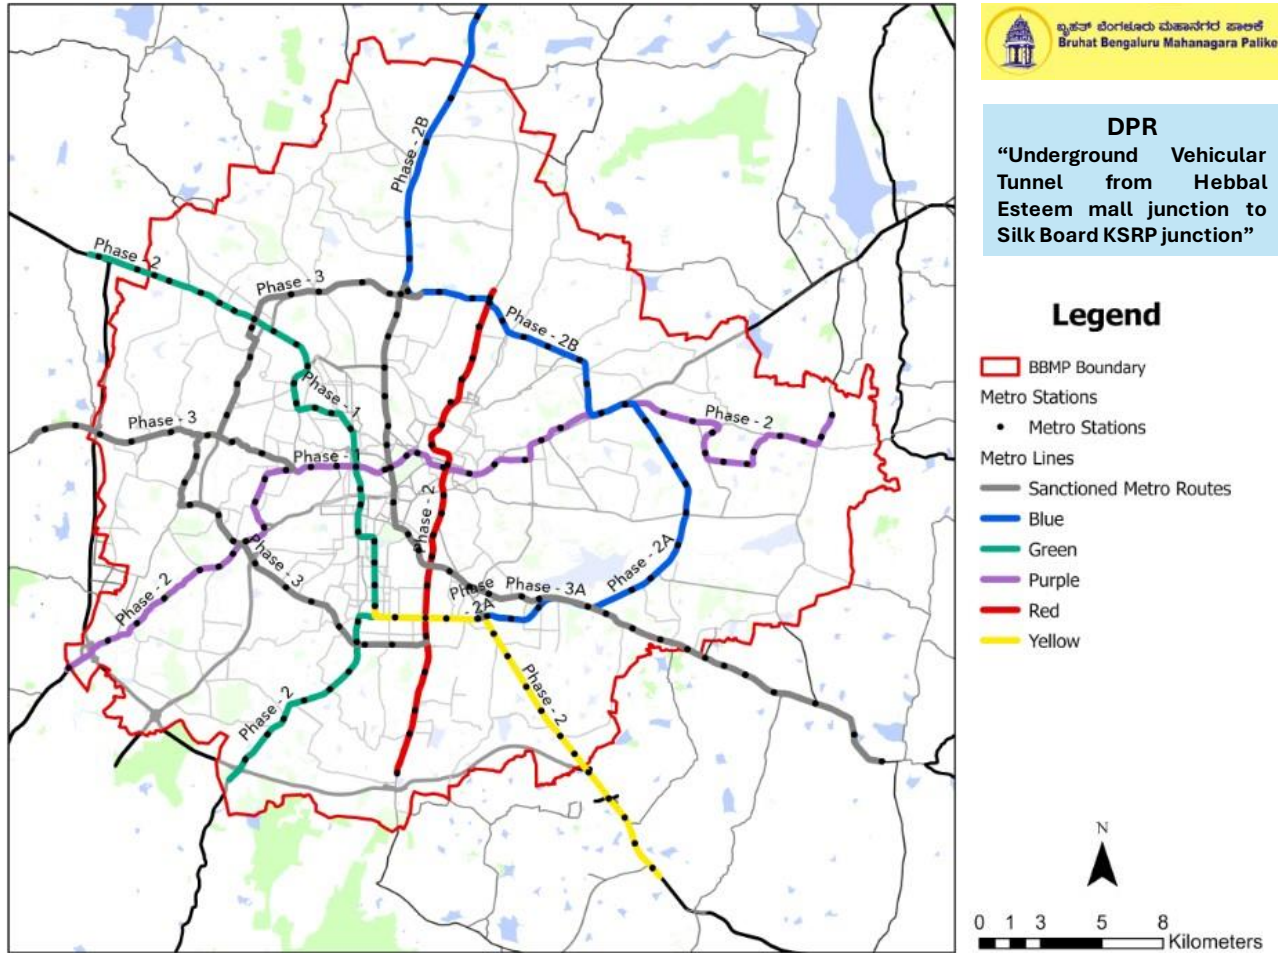 ಬೃಹತ್ ಬೆಂಗಳೂರು ಮಹಾನಗರ ಪಾಲಿಕೆ
Bruhat Bengaluru Mahanagara Palike
DPR
“Underground Vehicular
Tunnel from Hebbal
Esteem mall junction to
Silk Board KSRP junction”
Phase - 2B
Phase - 2
Phase - 3
Phase - 2B
Phase - 1
Phase - 3
Phase - 2
Phase - 1
Phase - 2
Phase - 3
Phase - 2A
Phase - 2
Phase
- 2A
Phase - 3A
Phase - 2
Phase - 2
Legend
BBMP Boundary
Metro Stations
Metro Stations
Metro Lines
Sanctioned Metro Routes
Blue
Green
Purple
Red
Yellow
N
0 1 3 5 8
Kilometers